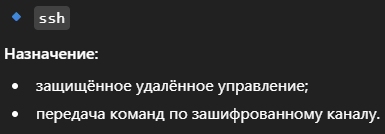 ssh
Назначение:
• защищённое удалённое управление;
• передача команд по зашифрованному каналу.